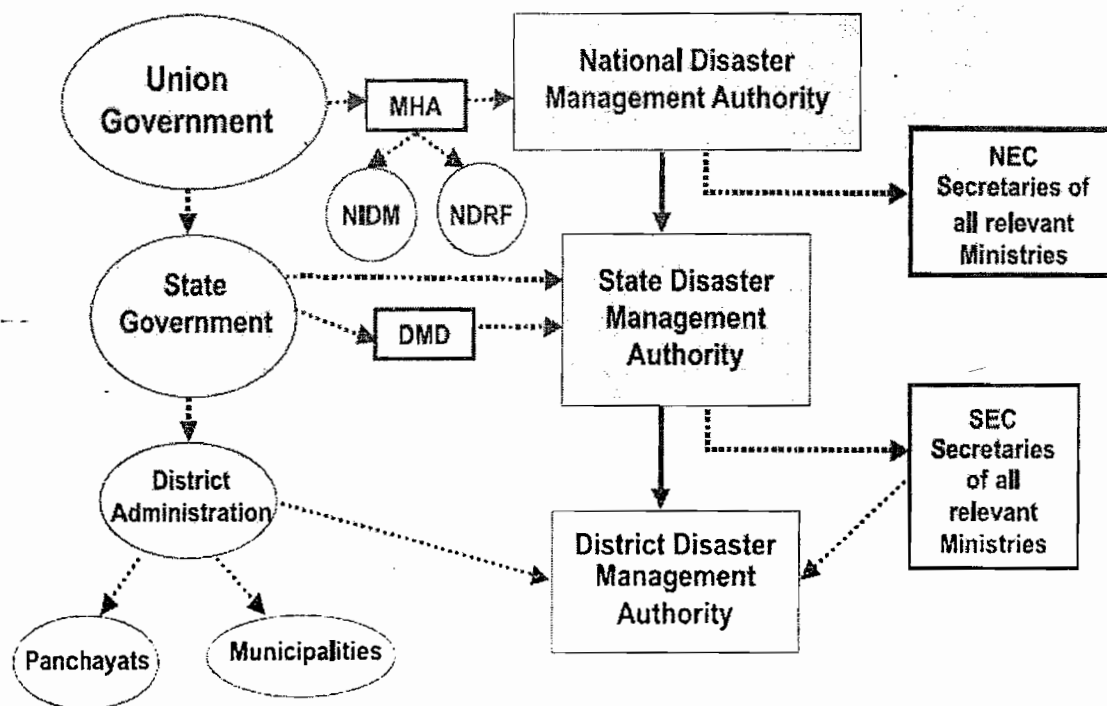 Union
Government
MHA
National Disaster
Management Authority
NIDM
NDRF
NEC
Secretaries of
all relevant
Ministries
State
Government
DMD
State Disaster
Management
Authority
SEC
Secretaries
of all
relevant
Ministries
District
Administration
District Disaster
Management
Authority
Panchayats
Municipalities